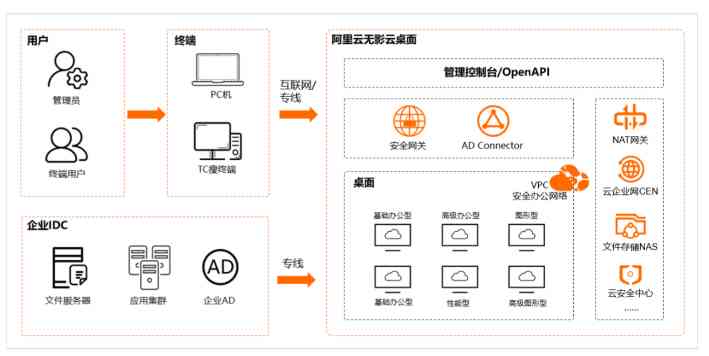 用户
管理员
终端用户
终端
PC机
TC瘦终端
互联网/
专线
企业IDC
文件服务器
应用集群
AD
企业AD
专线
阿里云无影云桌面
管理控制台/OpenAPI
安全网关
AD Connector
桌面
VPC
安全办公网络
基础办公型
高级办公型
图形型
基础办公型
性能型
高级图形型
NAT网关
云企业网CEN
文件存储NAS
云安全中心
......